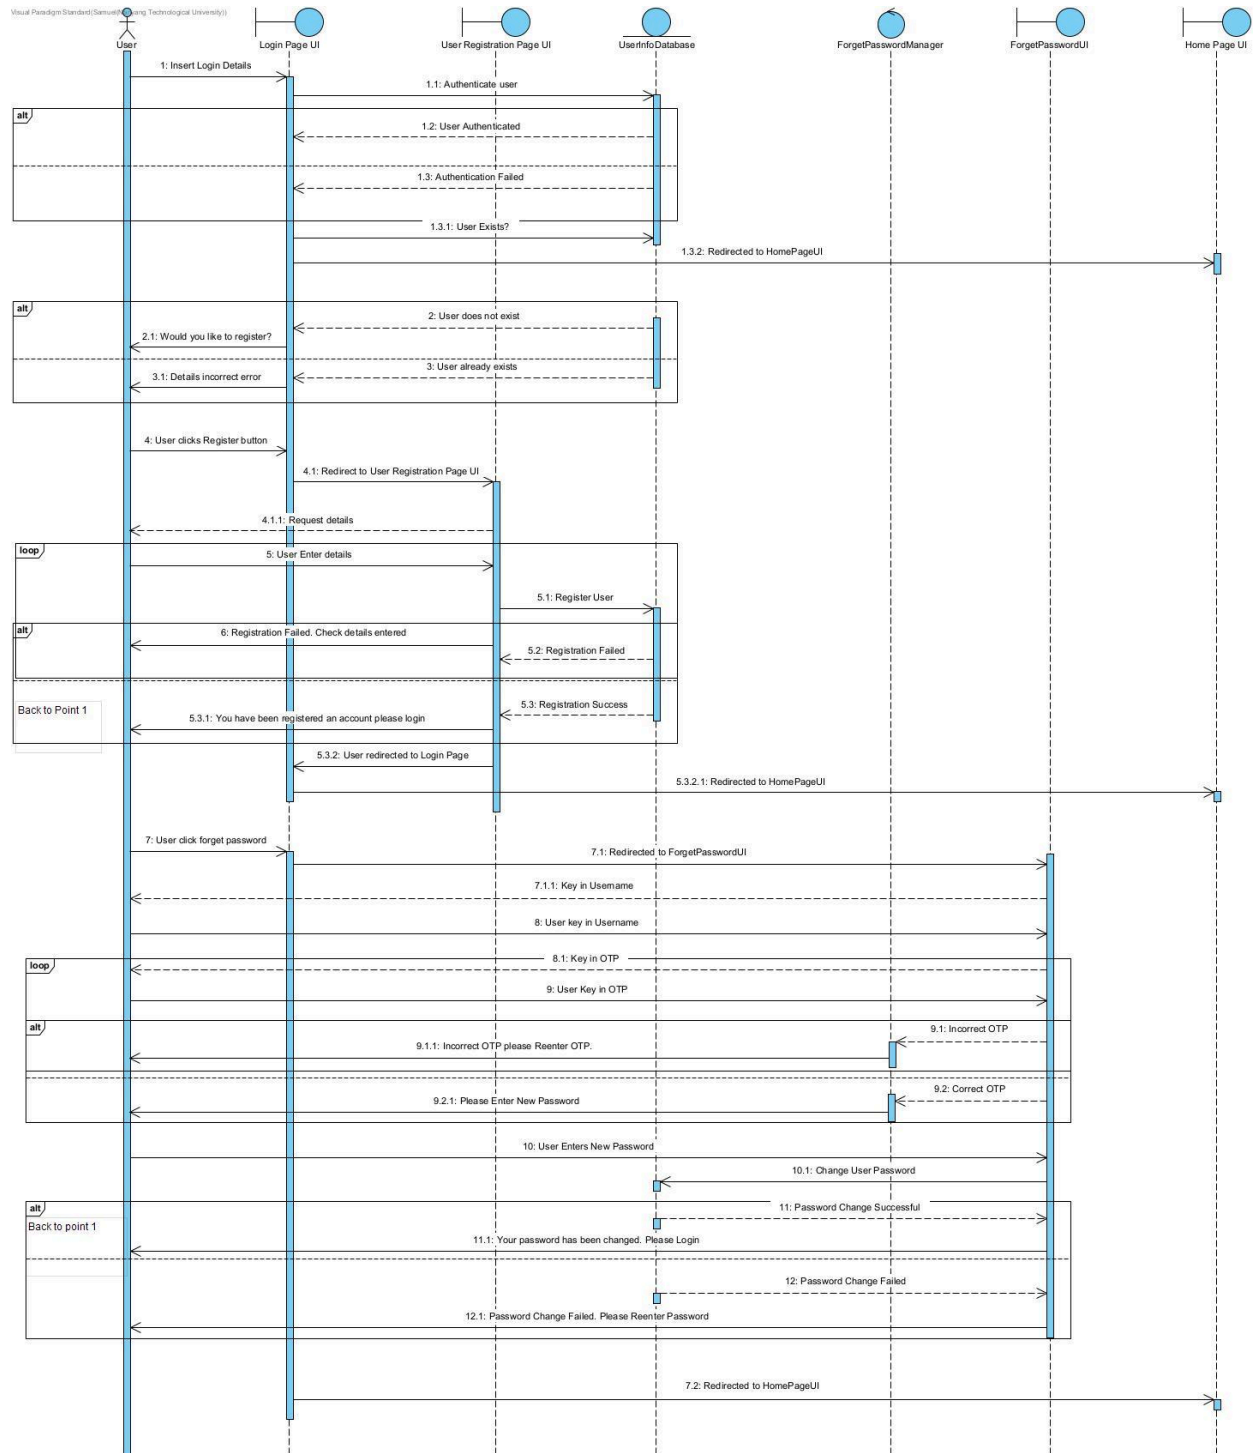 Visual Paradigm Standard(Samuel(Nanyang Technological University))
User
Login Page UI
User Registration Page UI
UserInfoDatabase
ForgetPasswordManager
ForgetPasswordUI
Home Page UI
1: Insert Login Details
1.1: Authenticate user
alt
1.2: User Authenticated
1.3: Authentication Failed
1.3.1: User Exists?
1.3.2: Redirected to HomePageUI
alt
2: User does not exist
2.1: Would you like to register?
3: User already exists
3.1: Details incorrect error
4: User clicks Register button
4.1: Redirect to User Registration Page UI
4.1.1: Request details
loop
5: User Enter details
5.1: Register User
alt
6: Registration Failed. Check details entered
5.2: Registration Failed
Back to Point 1
5.3: Registration Success
5.3.1: You have been registered an account please login
5.3.2: User redirected to Login Page
5.3.2.1: Redirected to HomePageUI
7: User click forget password
7.1: Redirected to ForgetPasswordUI
7.1.1: Key in Username
8: User key in Username
loop
8.1: Key in OTP
9: User Key in OTP
alt
9.1: Incorrect OTP
9.1.1: Incorrect OTP please Reenter OTP.
9.2: Correct OTP
9.2.1: Please Enter New Password
10: User Enters New Password
10.1: Change User Password
alt
11: Password Change Successful
Back to point 1
11.1: Your password has been changed. Please Login
12: Password Change Failed
12.1: Password Change Failed. Please Reenter Password
7.2: Redirected to HomePageUI